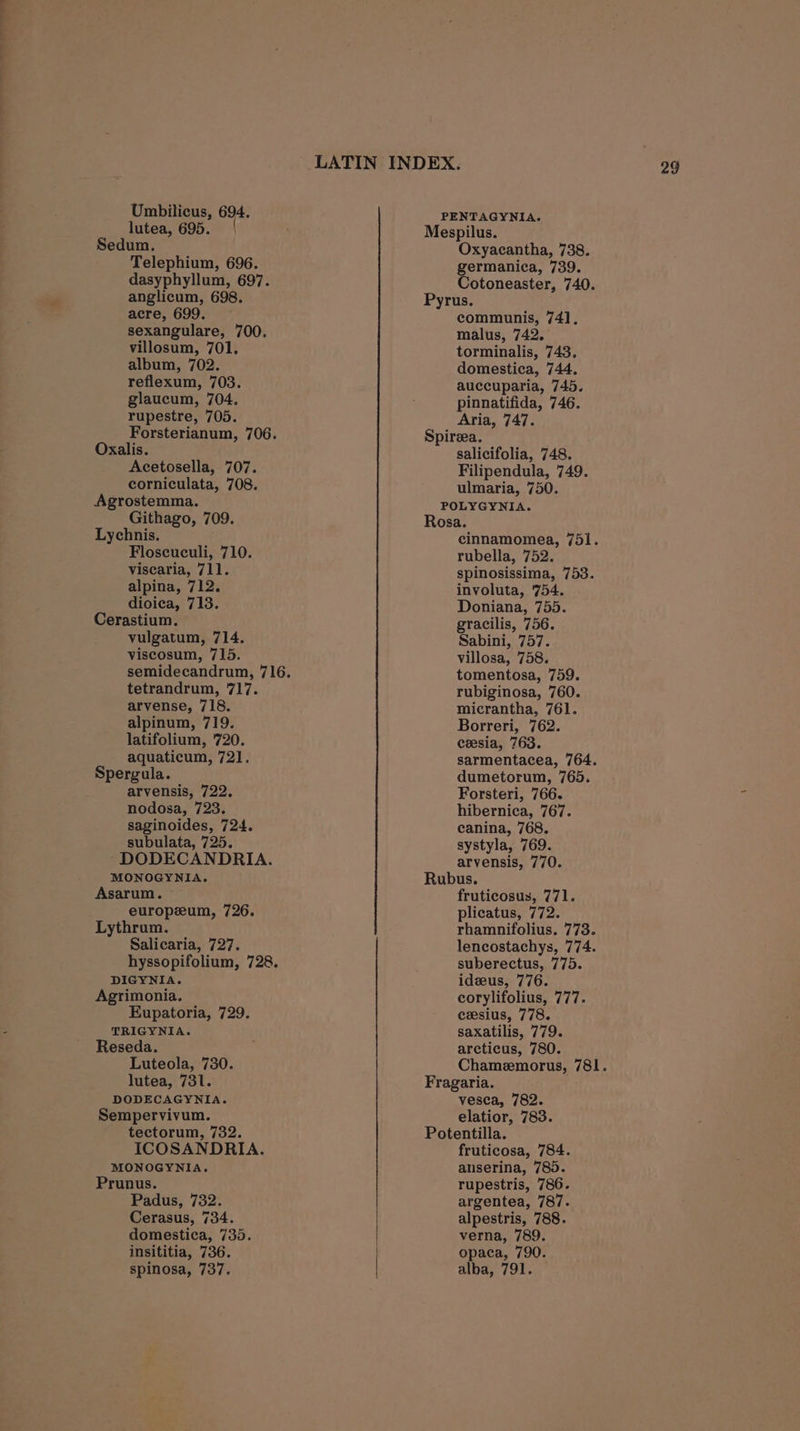 LATIN INDEX. 29
Umbilicus, 694.
lutea, 695.
Sedum.
Telephium, 696.
dasyphyllum, 697.
anglicum, 698.
acre, 699.
sexangulare, 700.
villosum, 701.
album, 702.
reflexum, 703.
glaucum, 704.
rupestre, 705.
Forsterianum, 706.
Oxalis.
Acetosella, 707.
corniculata, 708.
Agrostemma.
Githago, 709.
Lychnis.
Floscuculi, 710.
viscaria, 711.
alpina, 712.
dioica, 713.
Cerastium.
vulgatum, 714.
viscosum, 715.
semidecandrum, 716.
tetrandrum, 717.
arvense, 718.
alpinum, 719.
latifolium, 720.
aquaticum, 721.
Spergula.
arvensis, 722.
nodosa, 723.
saginoides, 724.
subulata, 725.
DODECANDRIA.
MONOGYNIA.
Asarum.
europæum, 726.
Lythrum.
Salicaria, 727.
hyssopifolium, 728.
DIGYNIA.
Agrimonia.
Eupatoria, 729.
TRIGYNIA.
Reseda.
Luteola, 730.
lutea, 731.
DODECAGYNIA.
Sempervivum.
tectorum, 732.
ICOSANDRIA.
MONOGYNIA.
Prunus.
Padus, 732.
Cerasus, 734.
domestica, 735.
insititia, 736.
spinosa, 737.
PENTAGYNIA.
Mespilus.
Oxyacantha, 738.
germanica, 739.
Cotoneaster, 740.
Pyrus.
communis, 741.
malus, 742.
torminalis, 743.
domestica, 744.
auccuparia, 745.
pinnatifida, 746.
Aria, 747.
Spiræa.
salicifolia, 748.
Filipendula, 749.
ulmaria, 750.
POLYGYNIA.
Rosa.
cinnamomea, 751.
rubella, 752.
spinosissima, 753.
involuta, 754.
Doniana, 755.
gracilis, 756.
Sabini, 757.
villosa, 758.
tomentosa, 759.
rubiginosa, 760.
micrantha, 761.
Borreri, 762.
cæsia, 763.
sarmentacea, 764.
dumetorum, 765.
Forsteri, 766.
hibernica, 767.
canina, 768.
systyla, 769.
arvensis, 770.
Rubus.
fruticosus, 771.
plicatus, 772.
rhamnifolius. 773.
lencostachys, 774.
suberectus, 775.
idæus, 776.
corylifolius, 777.
cæsius, 778.
saxatilis, 779.
arcticus, 780.
Chamæmorus, 781.
Fragaria.
vesca, 782.
elatior, 783.
Potentilla.
fruticosa, 784.
anserina, 785.
rupestris, 786.
argentea, 787.
alpestris, 788.
verna, 789.
opaca, 790.
alba, 791.